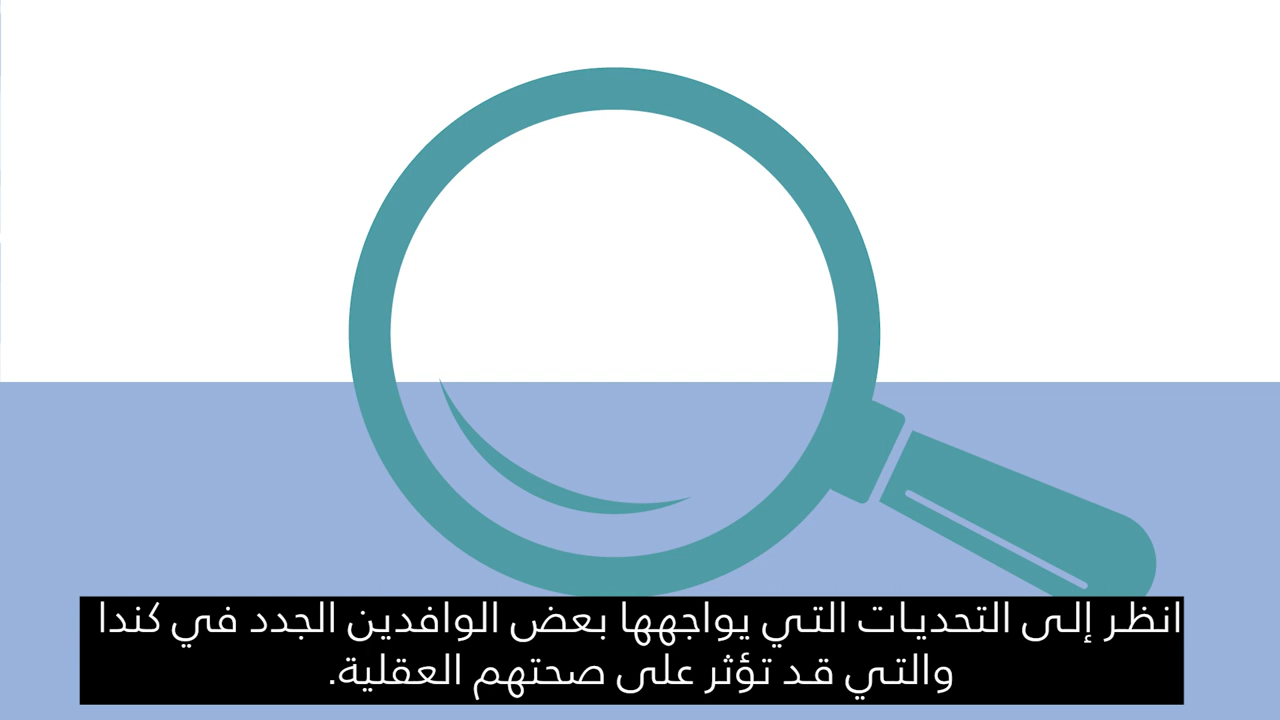 انظر إلى التحديات التي يواجهها بعض الوافدين الجدد في كندا
والتي قد تؤثر على صحتهم العقلية.